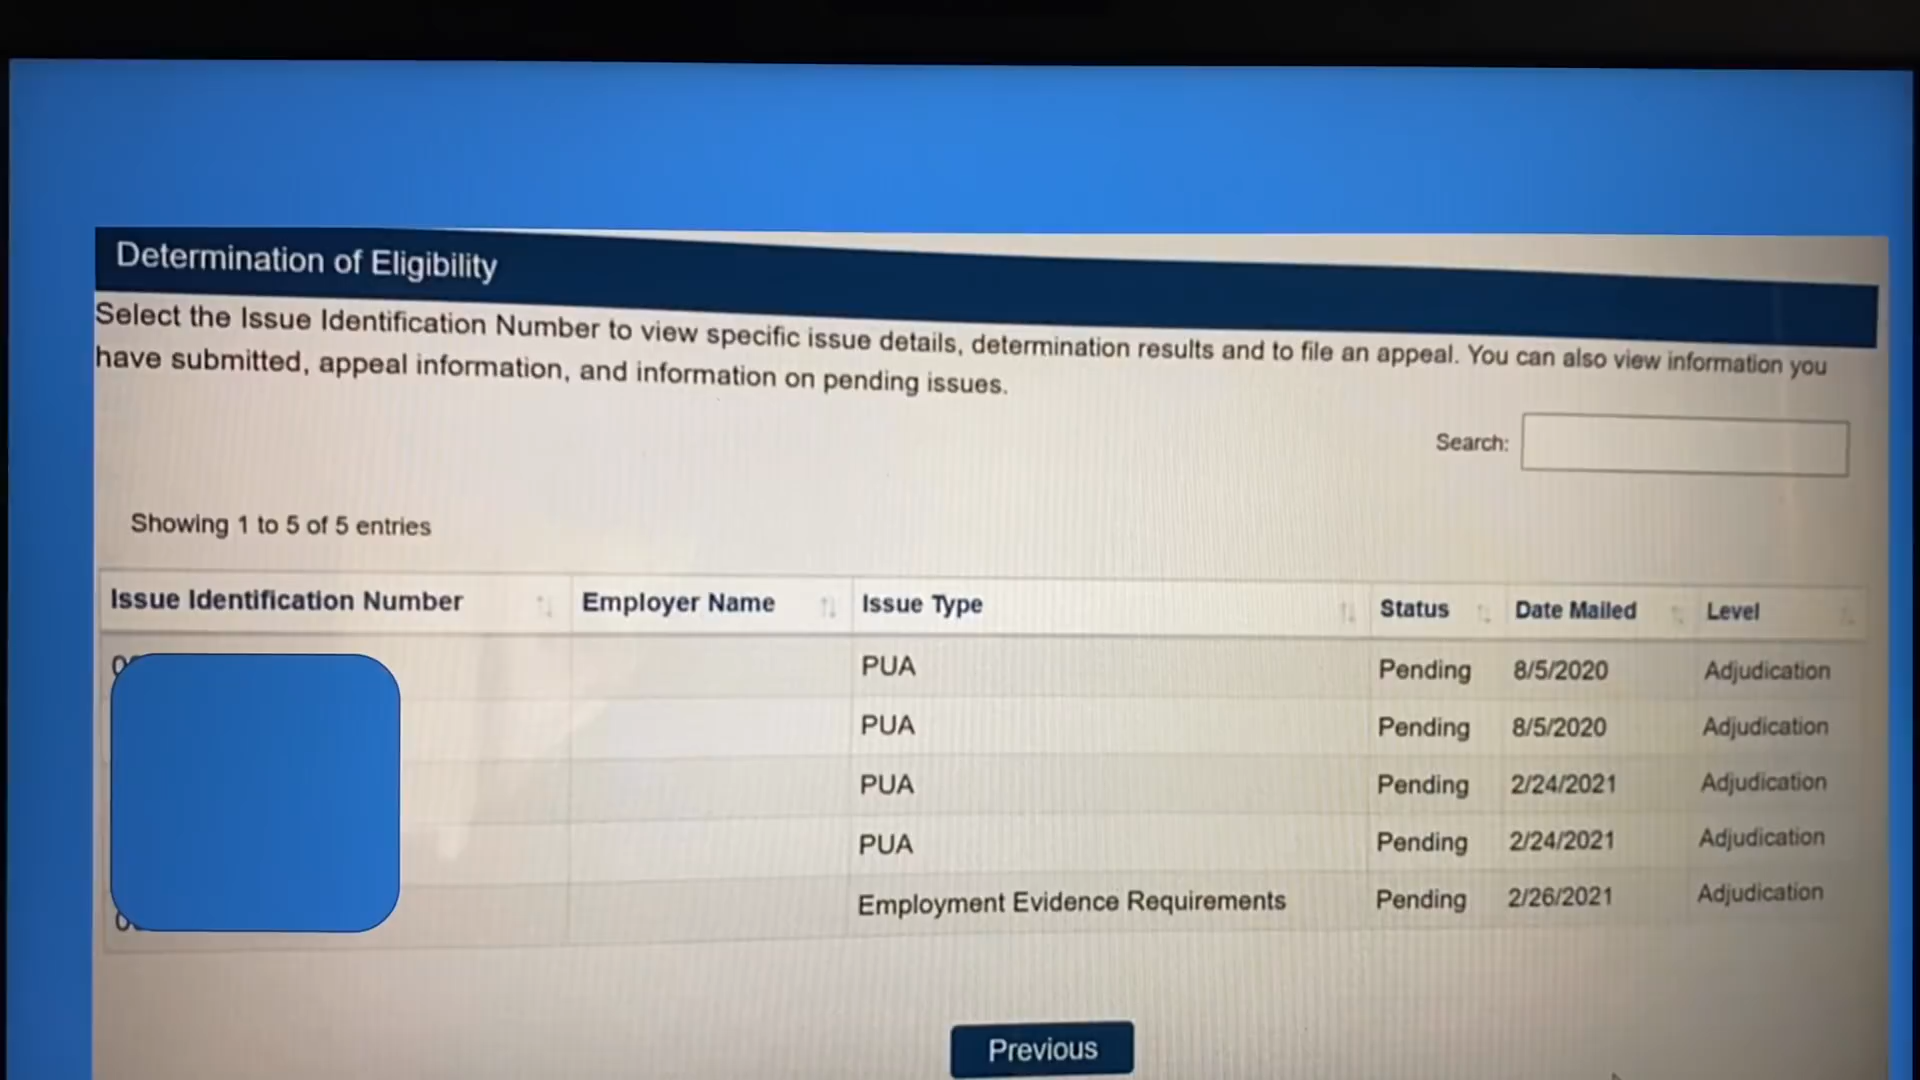 Determination of Eligibility
Select the Issue Identification Number to view specific issue details, determination results and to file an appeal. You can also view information you
have submitted, appeal information, and information on pending issues.
Search:
Showing 1 to 5 of 5 entries
Issue Identification Number Employer Name Issue Type Status Date Mailed Level
PUA Pending 8/5/2020 Adjudication
PUA Pending 8/5/2020 Adjudication
PUA Pending 2/24/2021 Adjudication
PUA Pending 2/24/2021 Adjudication
Employment Evidence Requirements Pending 2/26/2021 Adjudication
Previous